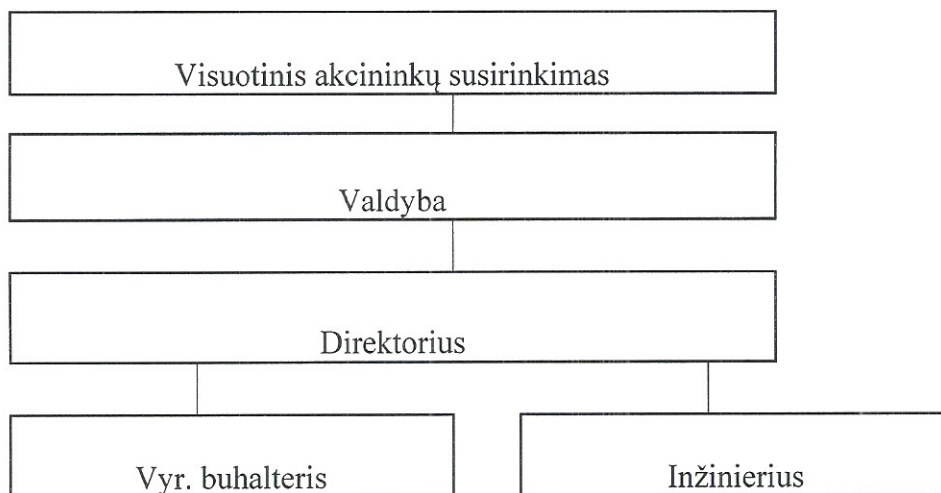 Visuotinis akcininkų susirinkimas
Valdyba
Direktorius
Vyr. buhalteris
Inžinierius